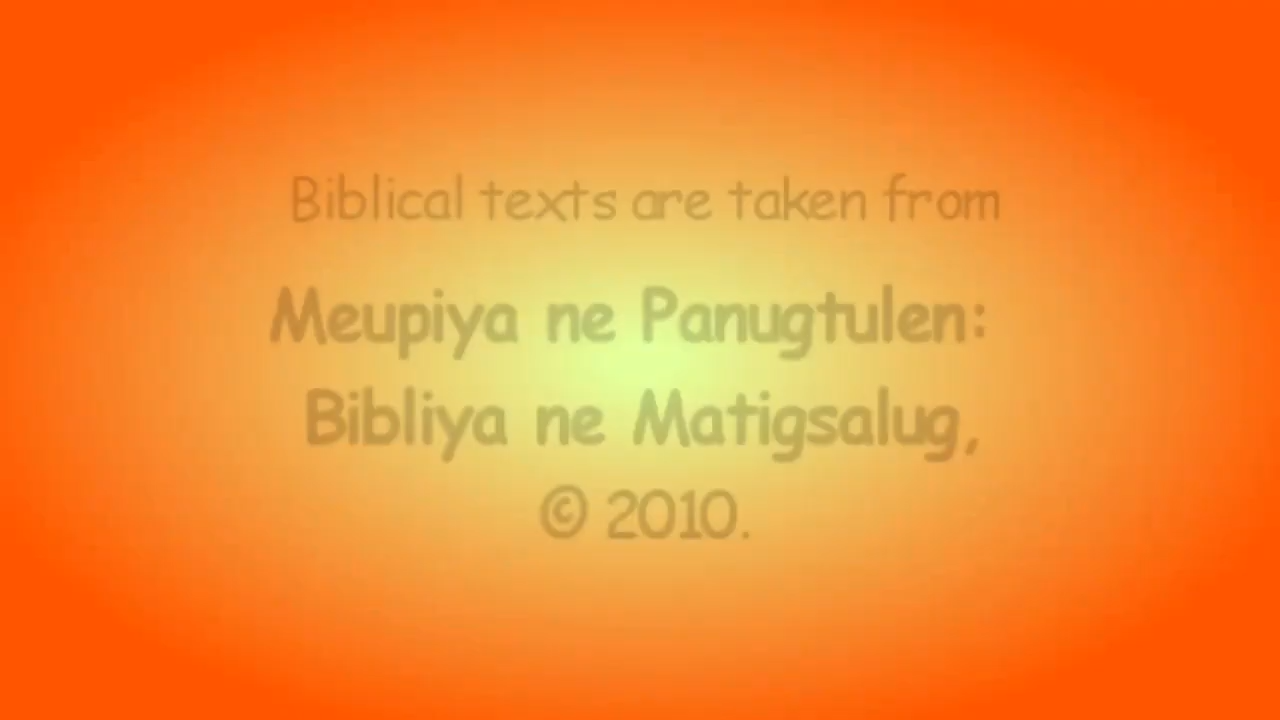 Biblical texts are taken from
Meupiya ne Panugtulen:
Bibliya ne Matigsalug,
© 2010.